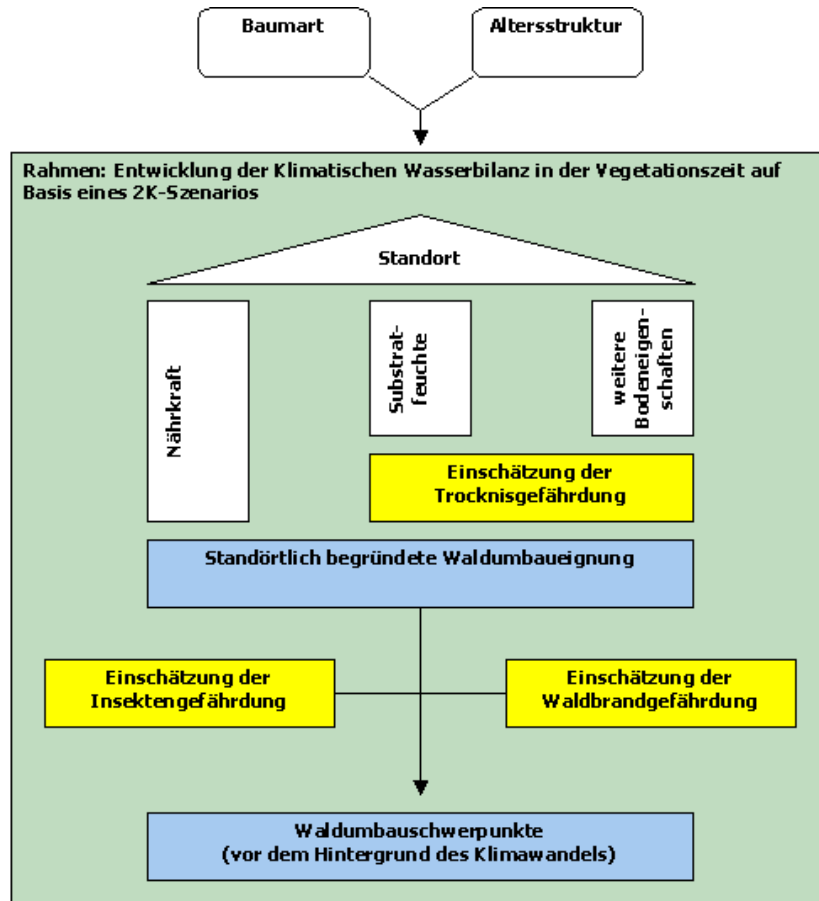 Baumart
Altersstruktur
Rahmen: Entwicklung der Klimatischen Wasserbilanz in der Vegetationszeit auf
Basis eines 2K-Szenarios
Standort
Nährkraft
Substrat-
feuchte
weitere
Bodeneigen-
schaften
Einschätzung der
Trocknisgefährdung
Standörtlich begründete Waldumbaueignung
Einschätzung der
Insektengefährdung
Einschätzung der
Waldbrandgefährdung
Waldumbauschwerpunkte
(vor dem Hintergrund des Klimawandels)